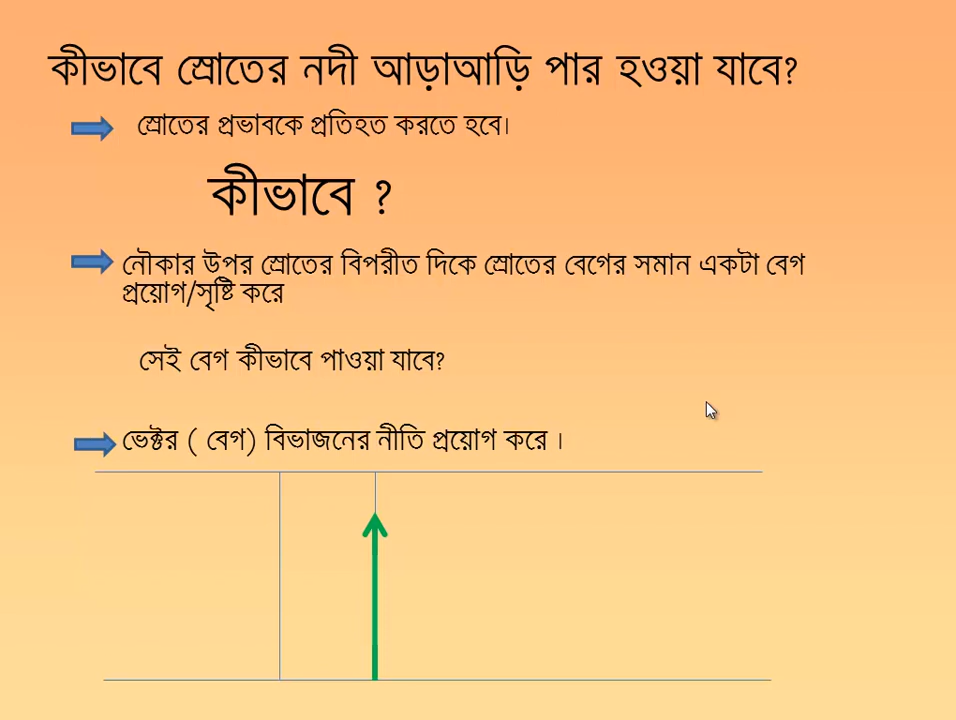 কীভাবে স্রোতের নদী আড়াআড়ি পার হওয়া যাবে?
স্রোতের প্রভাবকে প্রতিহত করতে হবে।
কীভাবে ?
নৌকার উপর স্রোতের বিপরীত দিকে স্রোতের বেগের সমান একটা বেগ
প্রয়োগ/সৃষ্টি করে
সেই বেগ কীভাবে পাওয়া যাবে?
ভেক্টর ( বেগ) বিভাজনের নীতি প্রয়োগ করে ।